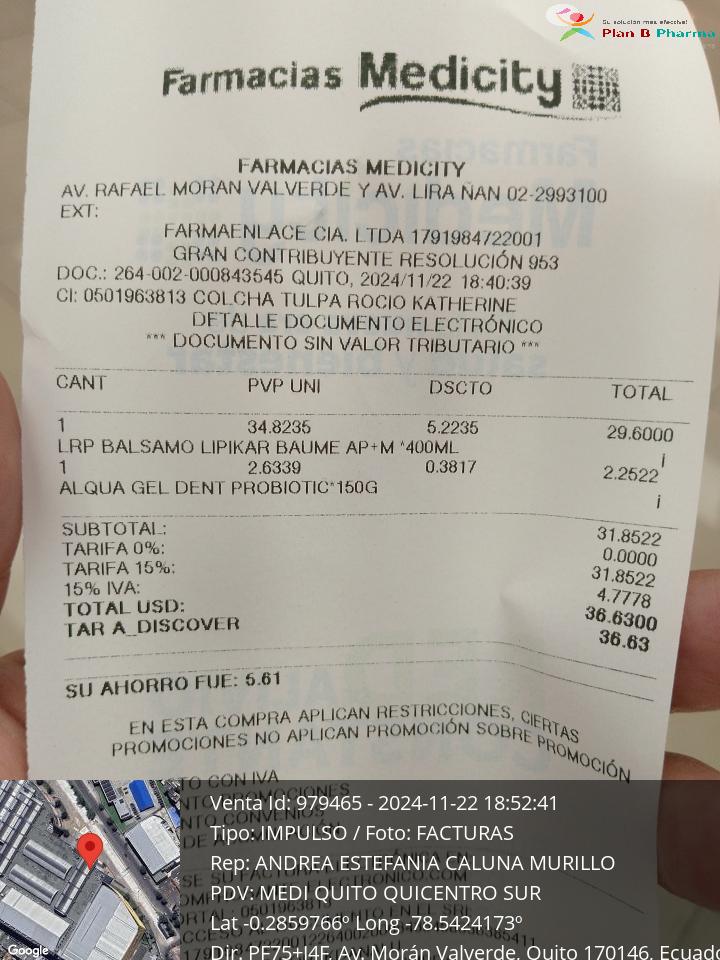 Su solución más efectiva!
Plan B Pharma
Farmacias Medicity
FARMACIAS MEDICITY
AV. RAFAEL MORAN VALVERDE Y AV. LIRA ÑAN 02-2993100
EXT:
FARMAENLACE CIA. LTDA 1791984722001
GRAN CONTRIBUYENTE RESOLUCIÓN 953
DOC.: 264-002-000843545 QUITO, 2024/11/22 18:40:39
CI: 0501963813 COLCHA TULPA ROCIO KATHERINE
DETALLE DOCUMENTO ELECTRÓNICO
*** DOCUMENTO SIN VALOR TRIBUTARIO ***
CANT PVP UNI DSCTO TOTAL
1 34.8235 5.2235 29.6000
LRP BALSAMO LIPIKAR BAUME AP+M *400ML i
1 2.6339 0.3817 2.2522
ALQUA GEL DENT PROBIOTIC*150G i
SUBTOTAL: 31.8522
TARIFA 0%: 0.0000
TARIFA 15%: 31.8522
15% IVA: 4.7778
TOTAL USD: 36.6300
TAR A_DISCOVER 36.63
SU AHORRO FUE: 5.61
EN ESTA COMPRA APLICAN RESTRICCIONES, CIERTAS
PROMOCIONES NO APLICAN PROMOCIÓN SOBRE PROMOCIÓN
TO CON IVA
Venta Id: 979465 - 2024-11-22 18:52:41
Tipo: IMPULSO / Foto: FACTURAS
Rep: ANDREA ESTEFANIA CALUNA MURILLO
PDV: MEDI QUITO QUICENTRO SUR
Lat -0.2859766º Long -78.5424173º
Dir: PF75+J4F, Av. Morán Valverde, Quito 170146, Ecuado
Google